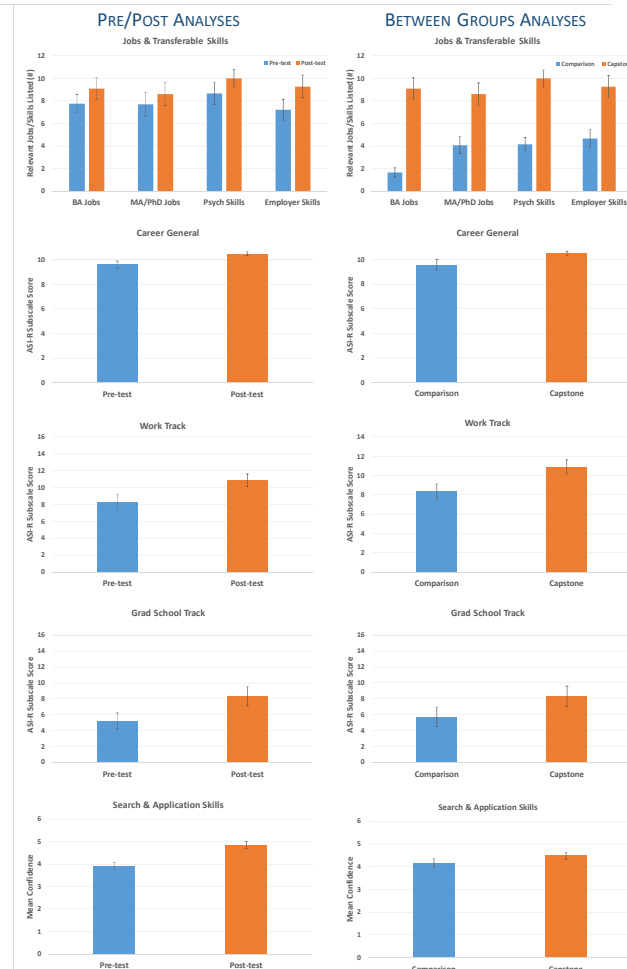 PRE/POST ANALYSES
Jobs & Transferable Skills
Pre-test Post-test
Relevant Jobs/Skills Listed (#)
12
10
8
6
4
2
0
BA Jobs MA/PhD Jobs Psych Skills Employer Skills
Career General
ASI-R Subscale Score
10
8
6
4
2
0
Pre-test Post-test
Work Track
ASI-R Subscale Score
16
14
12
10
8
6
4
2
0
Pre-test Post-test
Grad School Track
ASI-R Subscale Score
16
14
12
10
8
6
4
2
0
Pre-test Post-test
Search & Application Skills
Mean Confidence
6
5
4
3
2
1
0
Pre-test Post-test
BETWEEN GROUPS ANALYSES
Jobs & Transferable Skills
Comparison Capston
Relevant Jobs/Skills Listed (#)
12
10
8
6
4
2
0
BA Jobs MA/PhD Jobs Psych Skills Employer Skills
Career General
ASI-R Subscale Score
10
8
6
4
2
0
Comparison Capstone
Work Track
ASI-R Subscale Score
14
12
10
8
6
4
2
0
Comparison Capstone
Grad School Track
ASI-R Subscale Score
16
14
12
10
8
6
4
2
0
Comparison Capstone
Search & Application Skills
Mean Confidence
6
5
4
3
2
1
0
Comparison Capstone